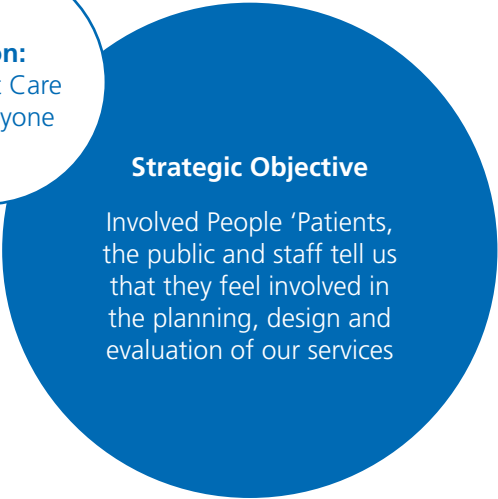 on:
Care
yone
Strategic Objective
Involved People ‘Patients,
the public and staff tell us
that they feel involved in
the planning, design and
evaluation of our services